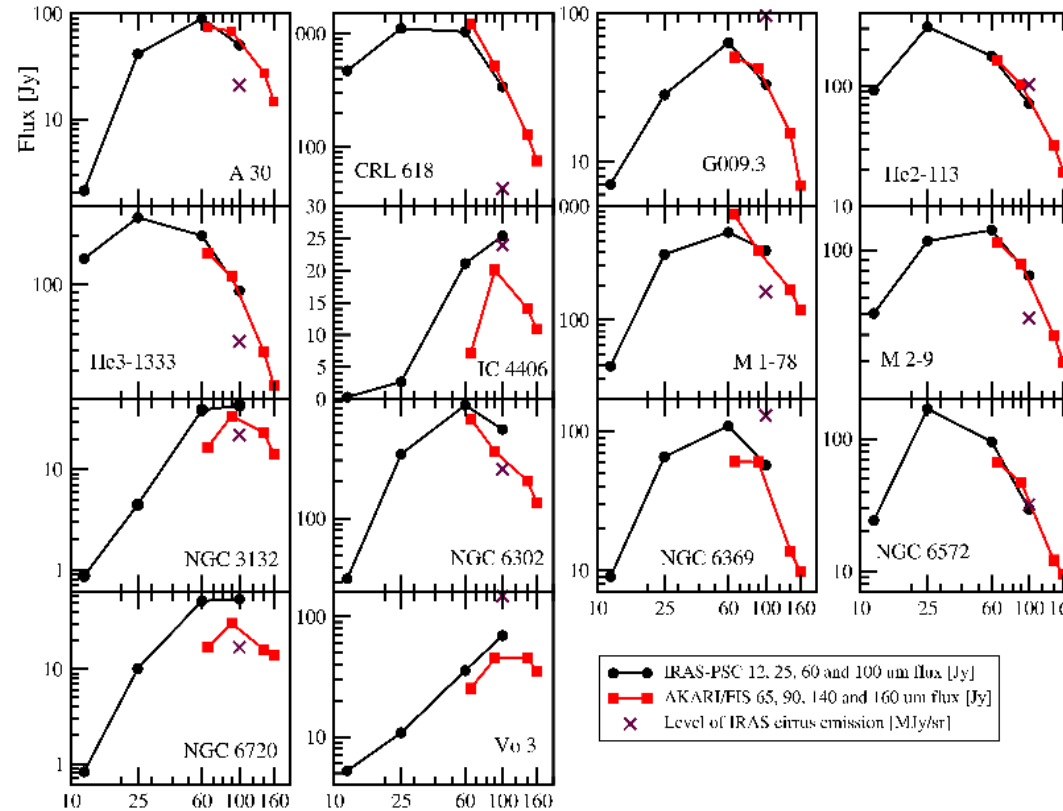 Flux [Jy]
100
10
A 30
000
100
CRL 618
100
10
G009.3
100
10
He2-113
100
He3-1333
30
25
20
15
10
5
0
IC 4406
000
100
M 1-78
100
M 2-9
10
1
NGC 3132
100
NGC 6302
100
10
NGC 6369
10 25 60 100 160
100
10
NGC 6572
10 25 60 100 160
10
1
NGC 6720
10 25 60 100 160
100
10
Vo 3
10 25 60 100 160
IRAS-PSC 12, 25, 60 and 100 um flux [Jy]
AKARI/FIS 65, 90, 140 and 160 um flux [Jy]
Level of IRAS cirrus emission [MJy/sr]